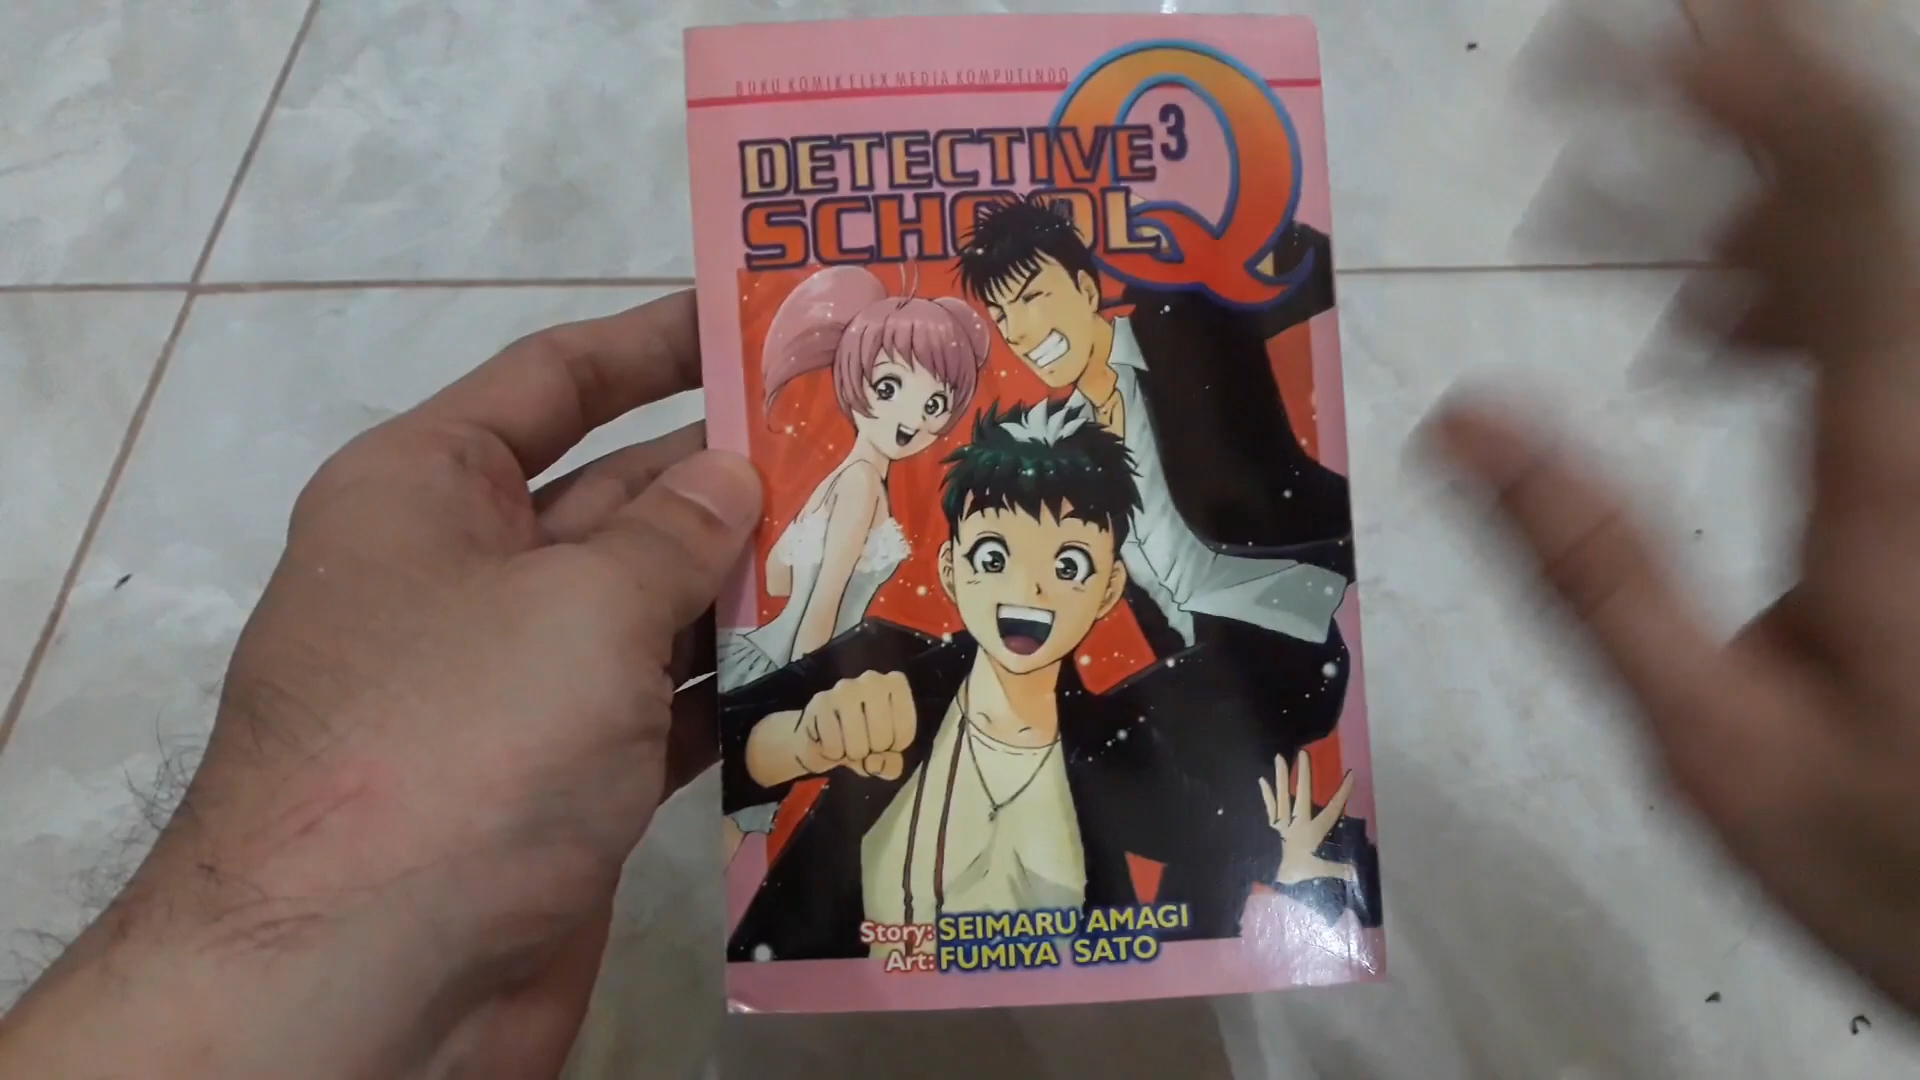 BUKU KOMIK ELEX MEDIA KOMPUTINDO
DETECTIVE 3
SCHOOL Q
Story: SEIMARU AMAGI
Art: FUMIYA SATO